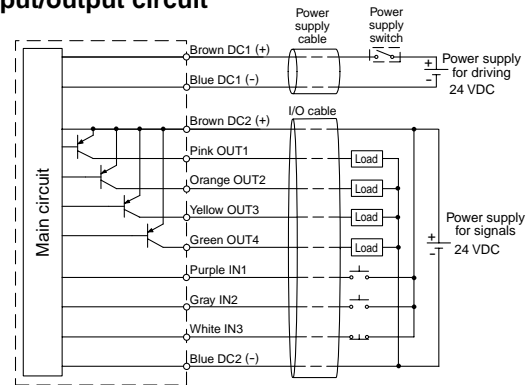 put/output circuit
Power
supply
cable
Power
supply
switch
Brown DC1 (+)
Power supply
for driving
24 VDC
+
-
Blue DC1 (-)
Brown DC2 (+)
I/O cable
Pink OUT1
Load
Orange OUT2
Load
Yellow OUT3
Load
Green OUT4
Load
Power supply
for signals
24 VDC
+
-
Main circuit
Purple IN1
Gray IN2
White IN3
Blue DC2 (-)